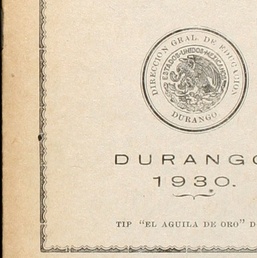 DIRECCION GRAL. DE EDUCACION.
ESTADOS UNIDOS MEXICANOS
DURANGO.
DURANGO
1930.
TIP "EL AGUILA DE ORO" D